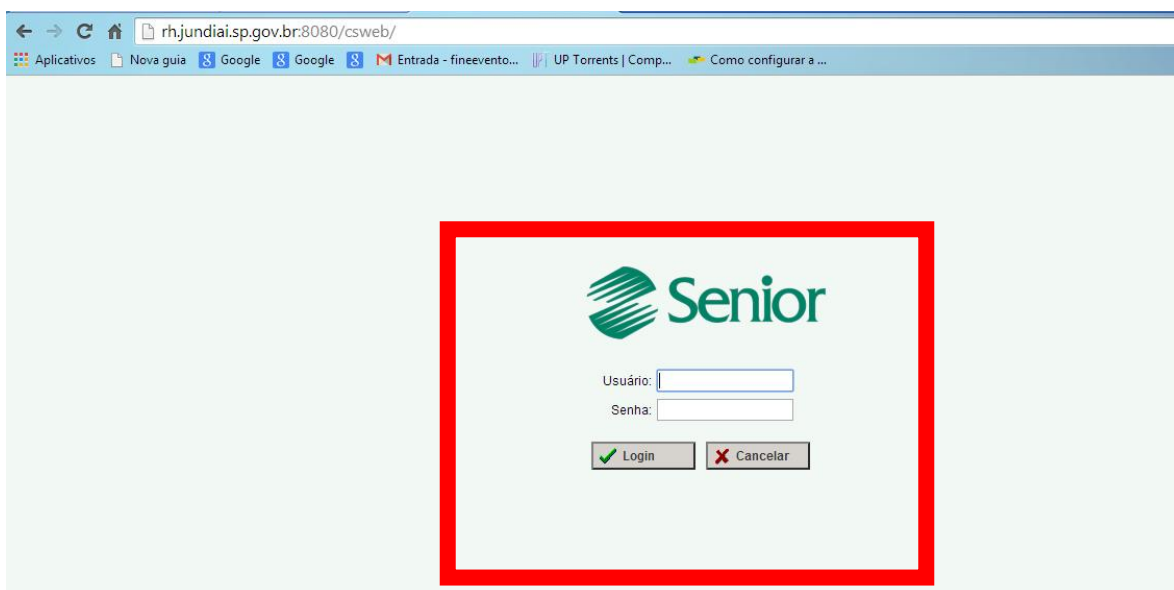 rh.jundiai.sp.gov.br:8080/csweb/
Aplicativos Nova guia Google Google Entrada - fineevento... UP Torrents | Comp... Como configurar a ...
Senior
Usuário:
Senha:
Login Cancelar